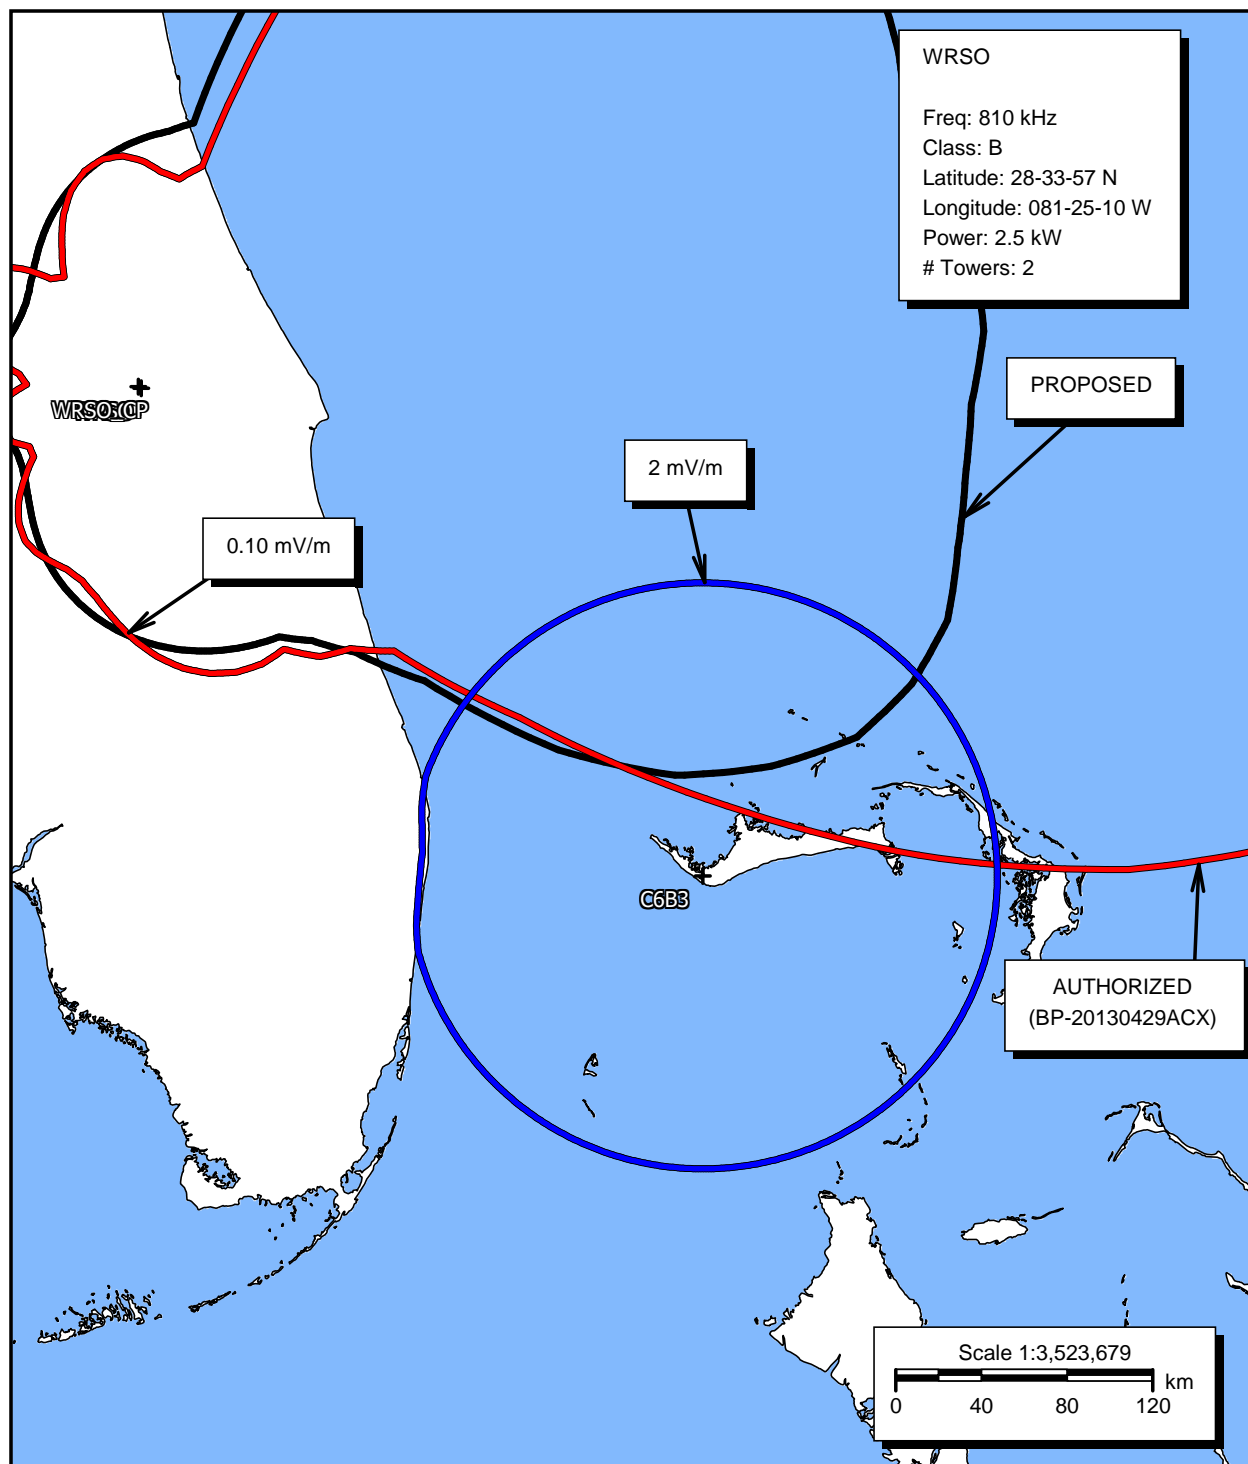 WRSO
Freq: 810 kHz
Class: B
Latitude: 28-33-57 N
Longitude: 081-25-10 W
Power: 2.5 kW
# Towers: 2
PROPOSED
2 mV/m
0.10 mV/m
WRSO CP
C6B3
AUTHORIZED
(BP-20130429ACX)
Scale 1:3,523,679
km
0 40 80 120